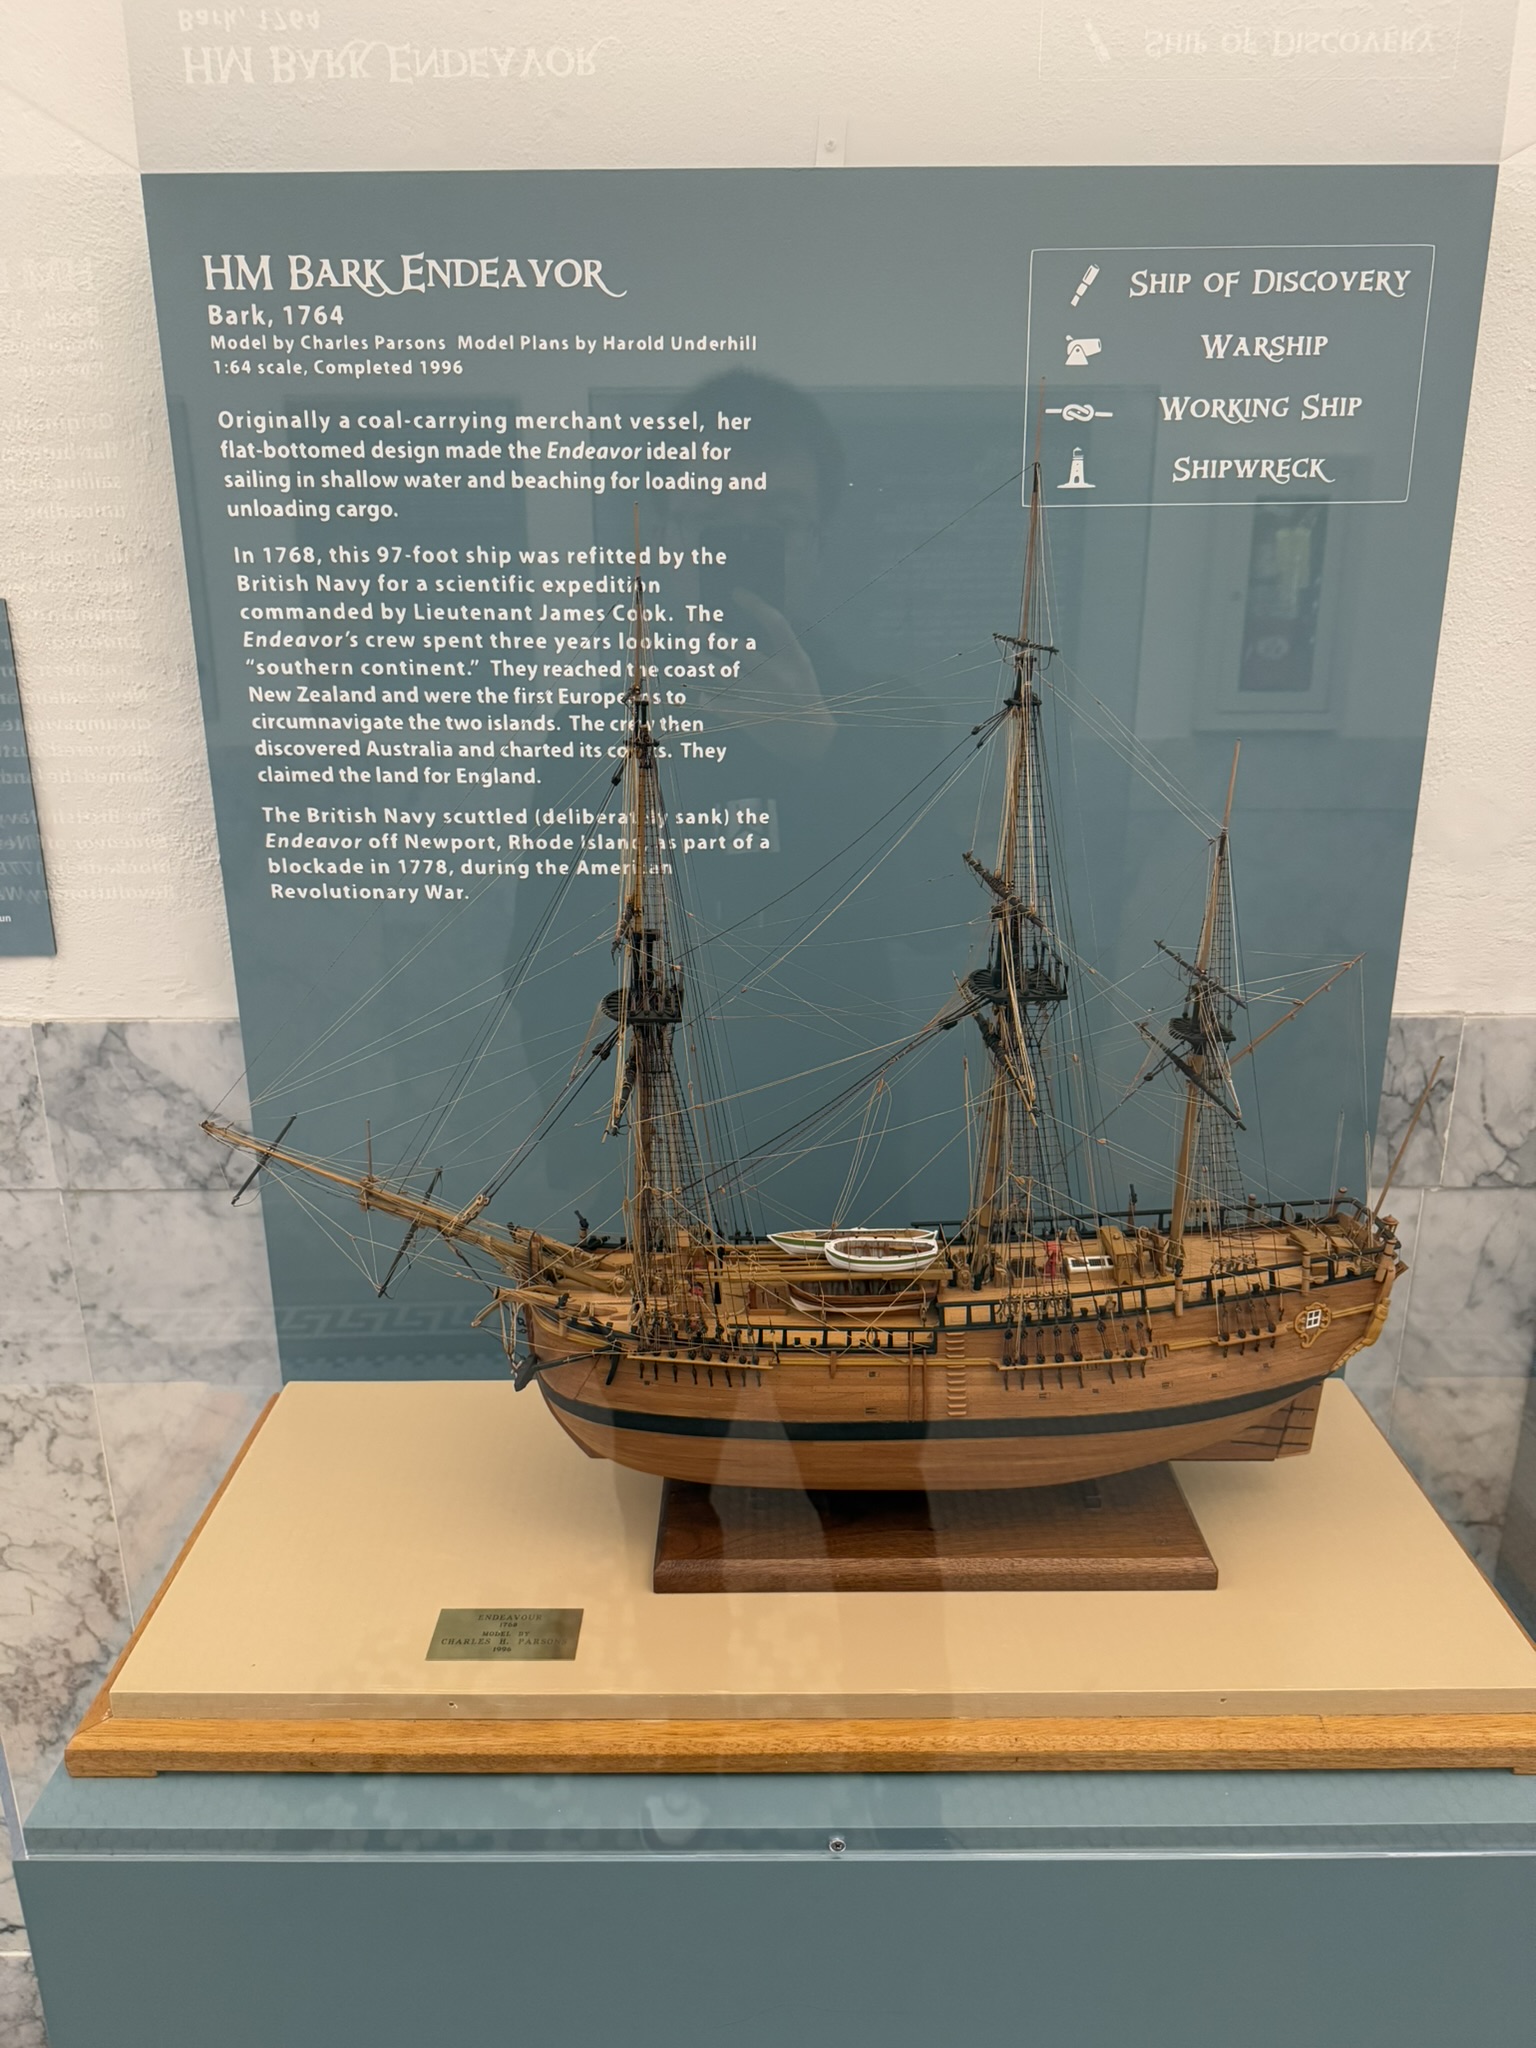 HM Bark Endeavor
Bark, 1764
Model by Charles Parsons Model Plans by Harold Underhill
1:64 scale, Completed 1996
Originally a coal-carrying merchant vessel, her
flat-bottomed design made the Endeavor ideal for
sailing in shallow water and beaching for loading and
unloading cargo.
In 1768, this 97-foot ship was refitted by the
British Navy for a scientific expedition
commanded by Lieutenant James Cook. The
Endeavor's crew spent three years looking for a
"southern continent." They reached the coast of
New Zealand and were the first Europeans to
circumnavigate the two islands. The crew then
discovered Australia and charted its coasts. They
claimed the land for England.
The British Navy scuttled (deliberately sank) the
Endeavor off Newport, Rhode Island, as part of a
blockade in 1778, during the American
Revolutionary War.
Ship of Discovery
Warship
Working Ship
Shipwreck
un
ENDEAVOUR
1768
MODEL BY
CHARLES H. PARSONS
1996